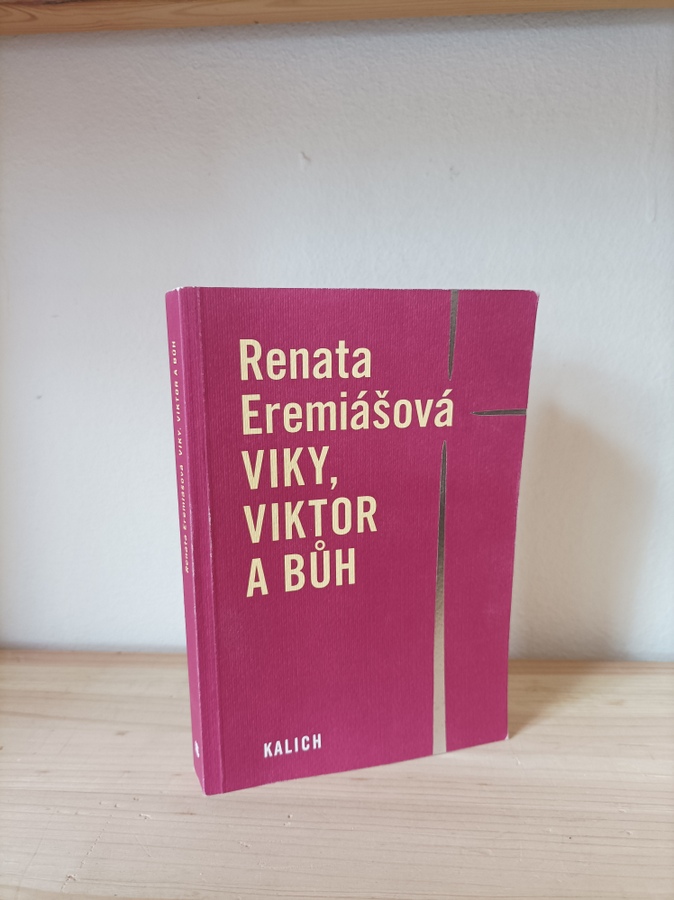 Renata
Eremiášová
VIKY,
VIKTOR
A BŮH
KALICH
Renata Eremiášová VIKY, VIKTOR A BŮH